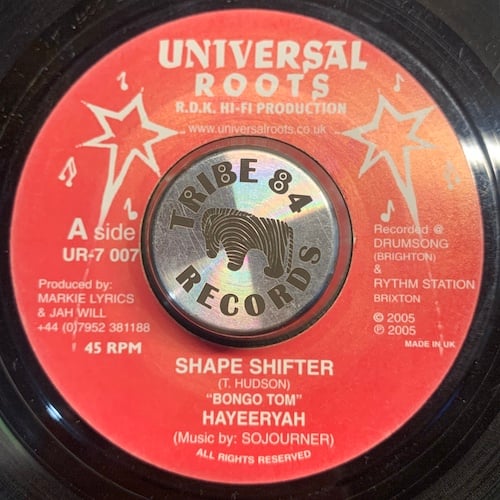 UNIVERSAL
ROOTS
R.D.K. HI-FI PRODUCTION
www.universalroots.co.uk
A side
UR-7 007
Produced by:
MARKIE LYRICS
& JAH WILL
+44 (0)7952 381188
45 RPM
TRIBE 84
RECORDS
Recorded @
DRUMSONG
(BRIGHTON)
&
RYTHM STATION
BRIXTON
© 2005
℗ 2005
MADE IN UK
SHAPE SHIFTER
(T. HUDSON)
"BONGO TOM"
HAYEERYAH
(Music by: SOJOURNER)
ALL RIGHTS RESERVED